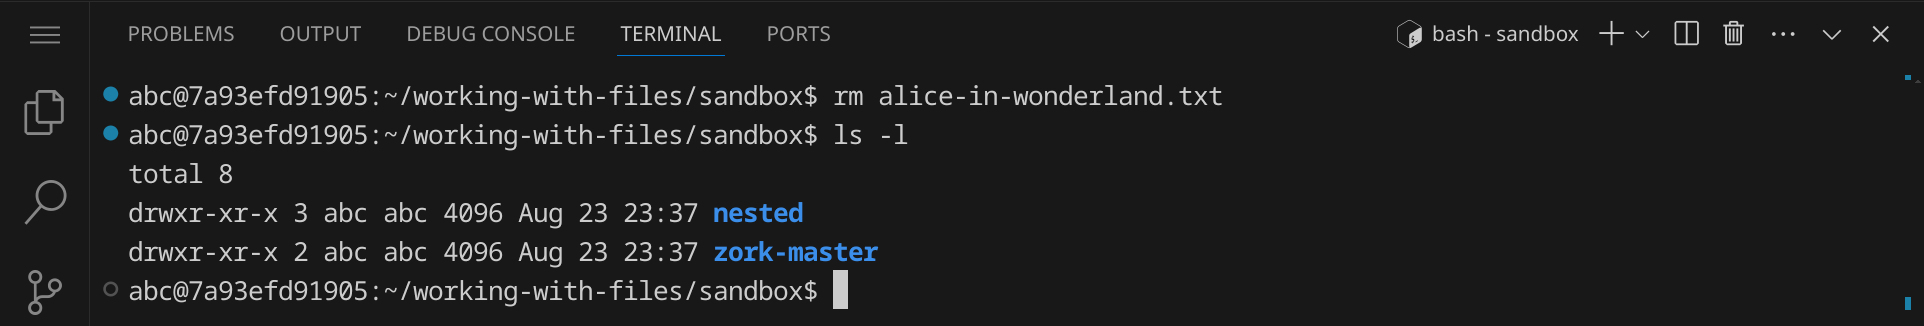 PROBLEMS OUTPUT DEBUG CONSOLE TERMINAL PORTS bash - sandbox
abc@7a93efd91905:~/working-with-files/sandbox$ rm alice-in-wonderland.txt
abc@7a93efd91905:~/working-with-files/sandbox$ ls -l
total 8
drwxr-xr-x 3 abc abc 4096 Aug 23 23:37 nested
drwxr-xr-x 2 abc abc 4096 Aug 23 23:37 zork-master
abc@7a93efd91905:~/working-with-files/sandbox$